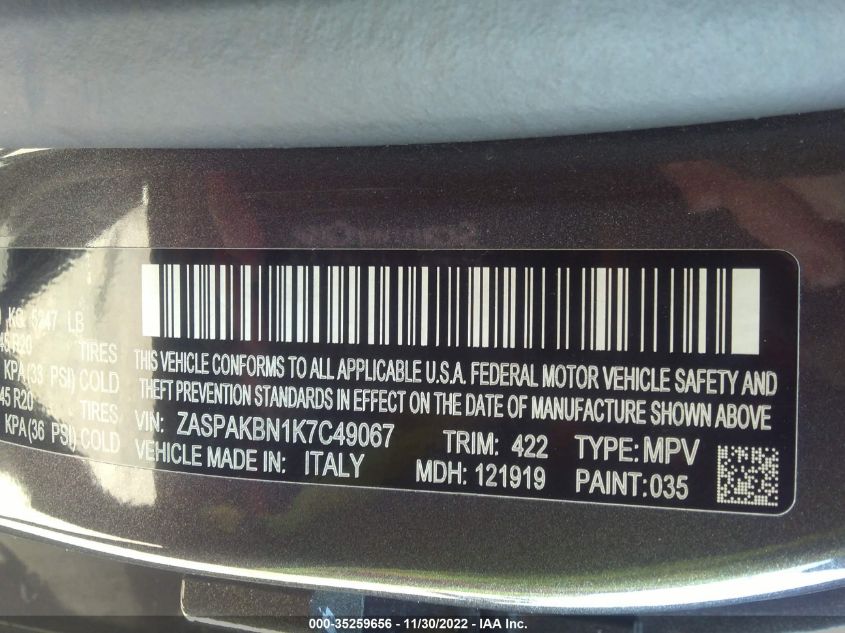 KG 5247 LB
45 R20
TIRES
KPA(33 PSI) COLD
45 R20
TIRES
KPA(36 PSI) COLD
THIS VEHICLE CONFORMS TO ALL APPLICABLE U.S.A. FEDERAL MOTOR VEHICLE SAFETY AND
THEFT PREVENTION STANDARDS IN EFFECT ON THE DATE OF MANUFACTURE SHOWN ABOVE
VIN: ZASPAKBN1K7C49067 TRIM: 422 TYPE: MPV
VEHICLE MADE IN: ITALY MDH: 121919 PAINT: 035
000-35259656 - 11/30/2022 - IAA Inc.